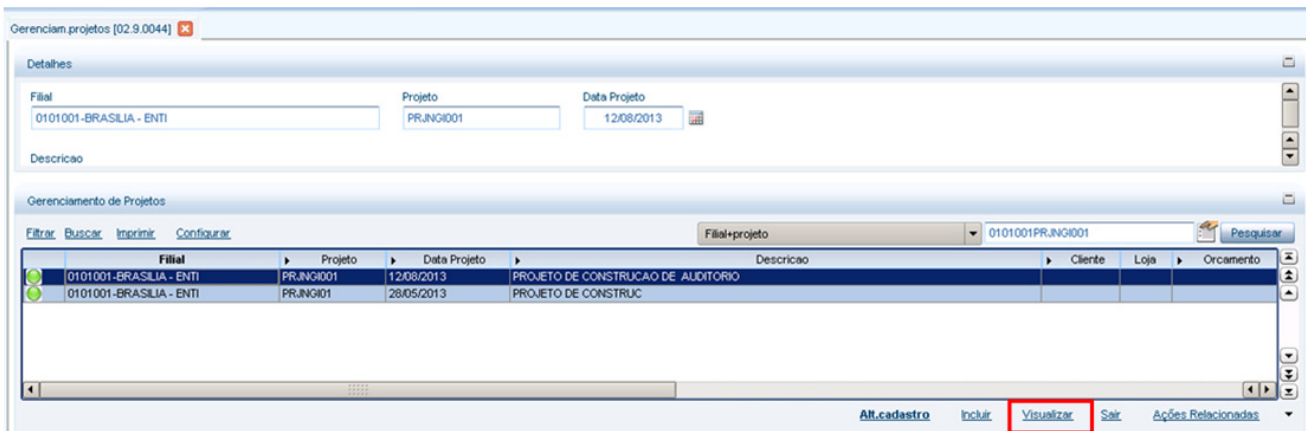 Gerenciam.projetos [02.9.0044]
Detalhes
Filial Projeto Data Projeto
0101001-BRASILIA - ENTI PRJNGI001 12/08/2013
Descricao
Gerenciamento de Projetos
Filtrar Buscar Imprimir Configurar Filial+projeto 0101001PRJNGI001 Pesquisar
Filial Projeto Data Projeto Descricao Cliente Loja Orcamento
0101001-BRASILIA - ENTI PRJNGI001 12/08/2013 PROJETO DE CONSTRUCAO DE AUDITORIO
0101001-BRASILIA - ENTI PRJNGI01 28/05/2013 PROJETO DE CONSTRUC
Alt.cadastro Incluir Visualizar Sair Ações Relacionadas